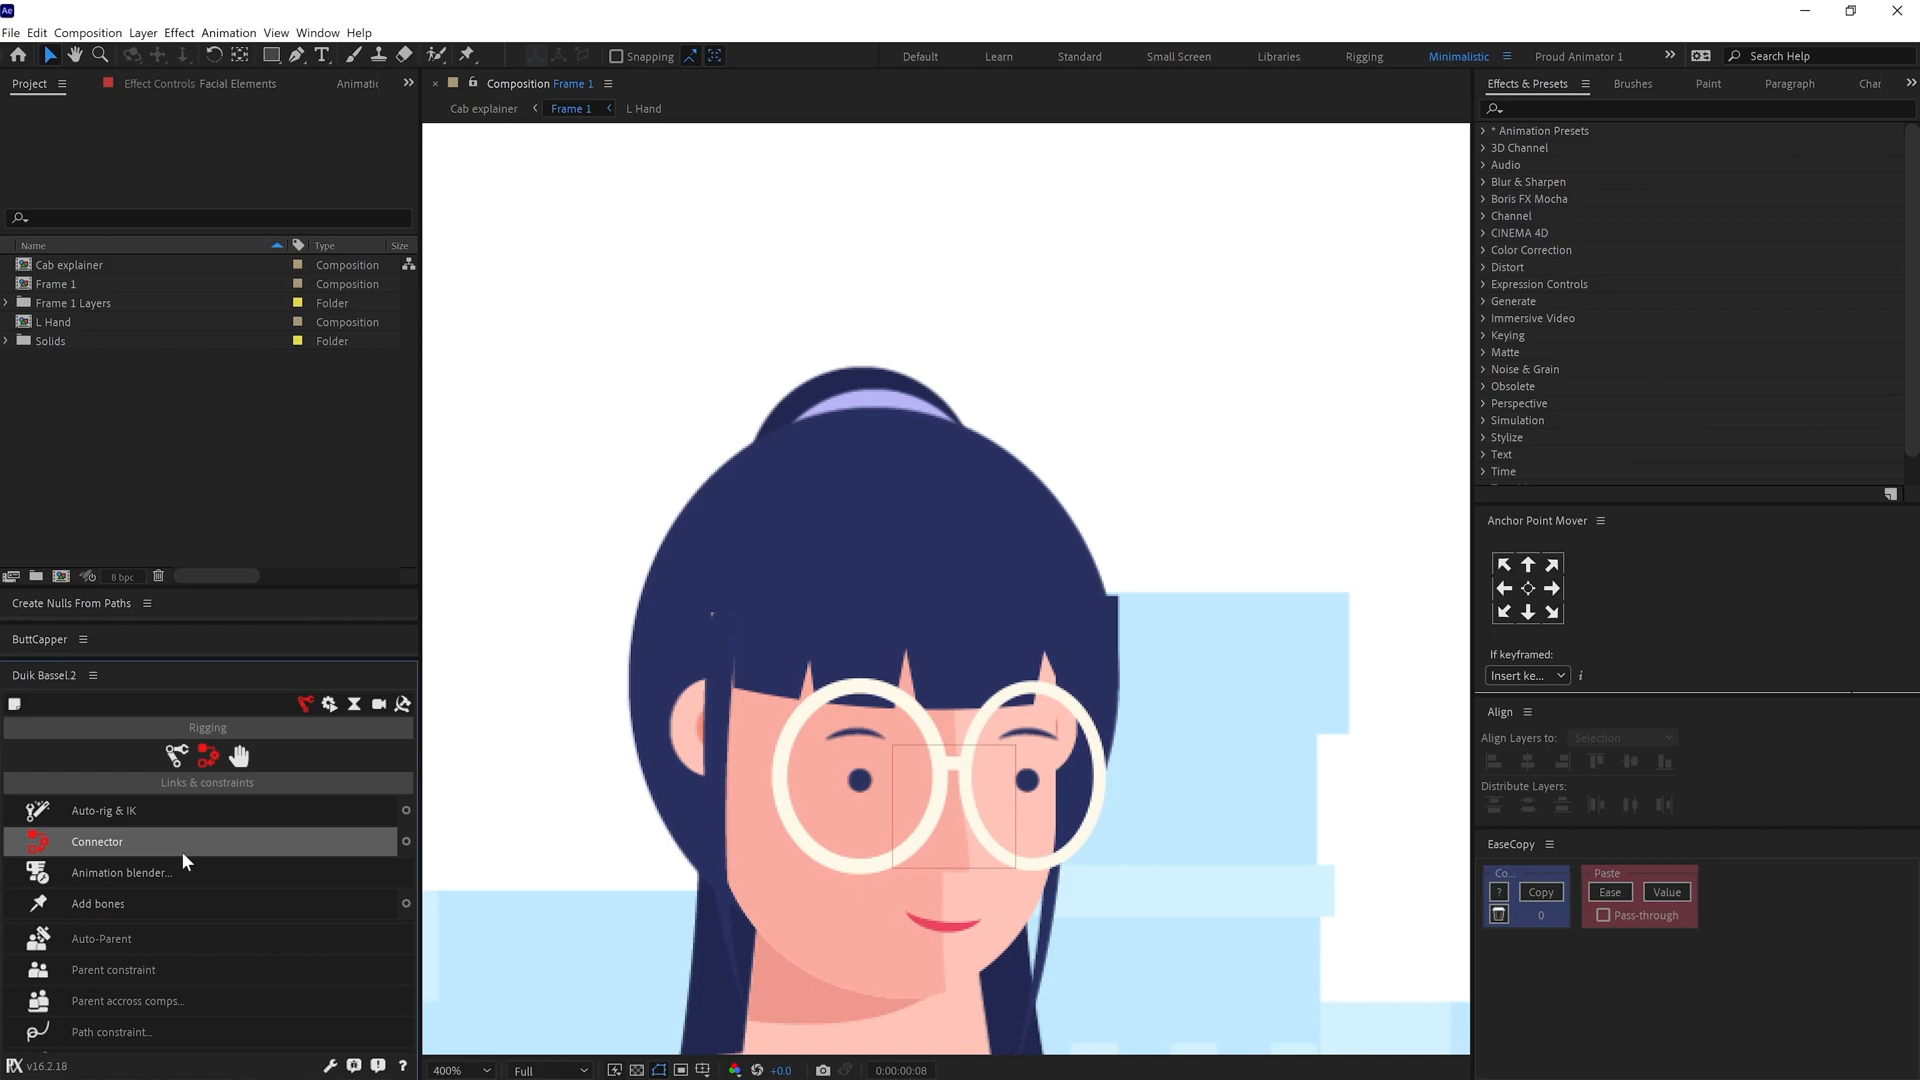 Ae
File Edit Composition Layer Effect Animation View Window Help
Snapping
Default Learn Standard Small Screen Libraries Rigging Minimalistic Proud Animator 1 Search Help
Project Effect Controls Facial Elements Animatic
Composition Frame 1
Cab explainer Frame 1 L Hand
Name Type Size
Cab explainer Composition
Frame 1 Composition
Frame 1 Layers Folder
L Hand Composition
Solids Folder
8 bpc
Create Nulls From Paths
ButtCapper
Duik Bassel.2
Rigging
Links & constraints
Auto-rig & IK
Connector
Animation blender...
Add bones
Auto-Parent
Parent constraint
Parent accross comps...
Path constraint...
v16.2.18
400% Full +0.0 0:00:00:08
Effects & Presets Brushes Paint Paragraph Char
* Animation Presets
3D Channel
Audio
Blur & Sharpen
Boris FX Mocha
Channel
CINEMA 4D
Color Correction
Distort
Expression Controls
Generate
Immersive Video
Keying
Matte
Noise & Grain
Obsolete
Perspective
Simulation
Stylize
Text
Time
Anchor Point Mover
If keyframed:
Insert ke... i
Align
Align Layers to: Selection
Distribute Layers:
EaseCopy
Co... Paste
? Copy Ease Value
0 Pass-through